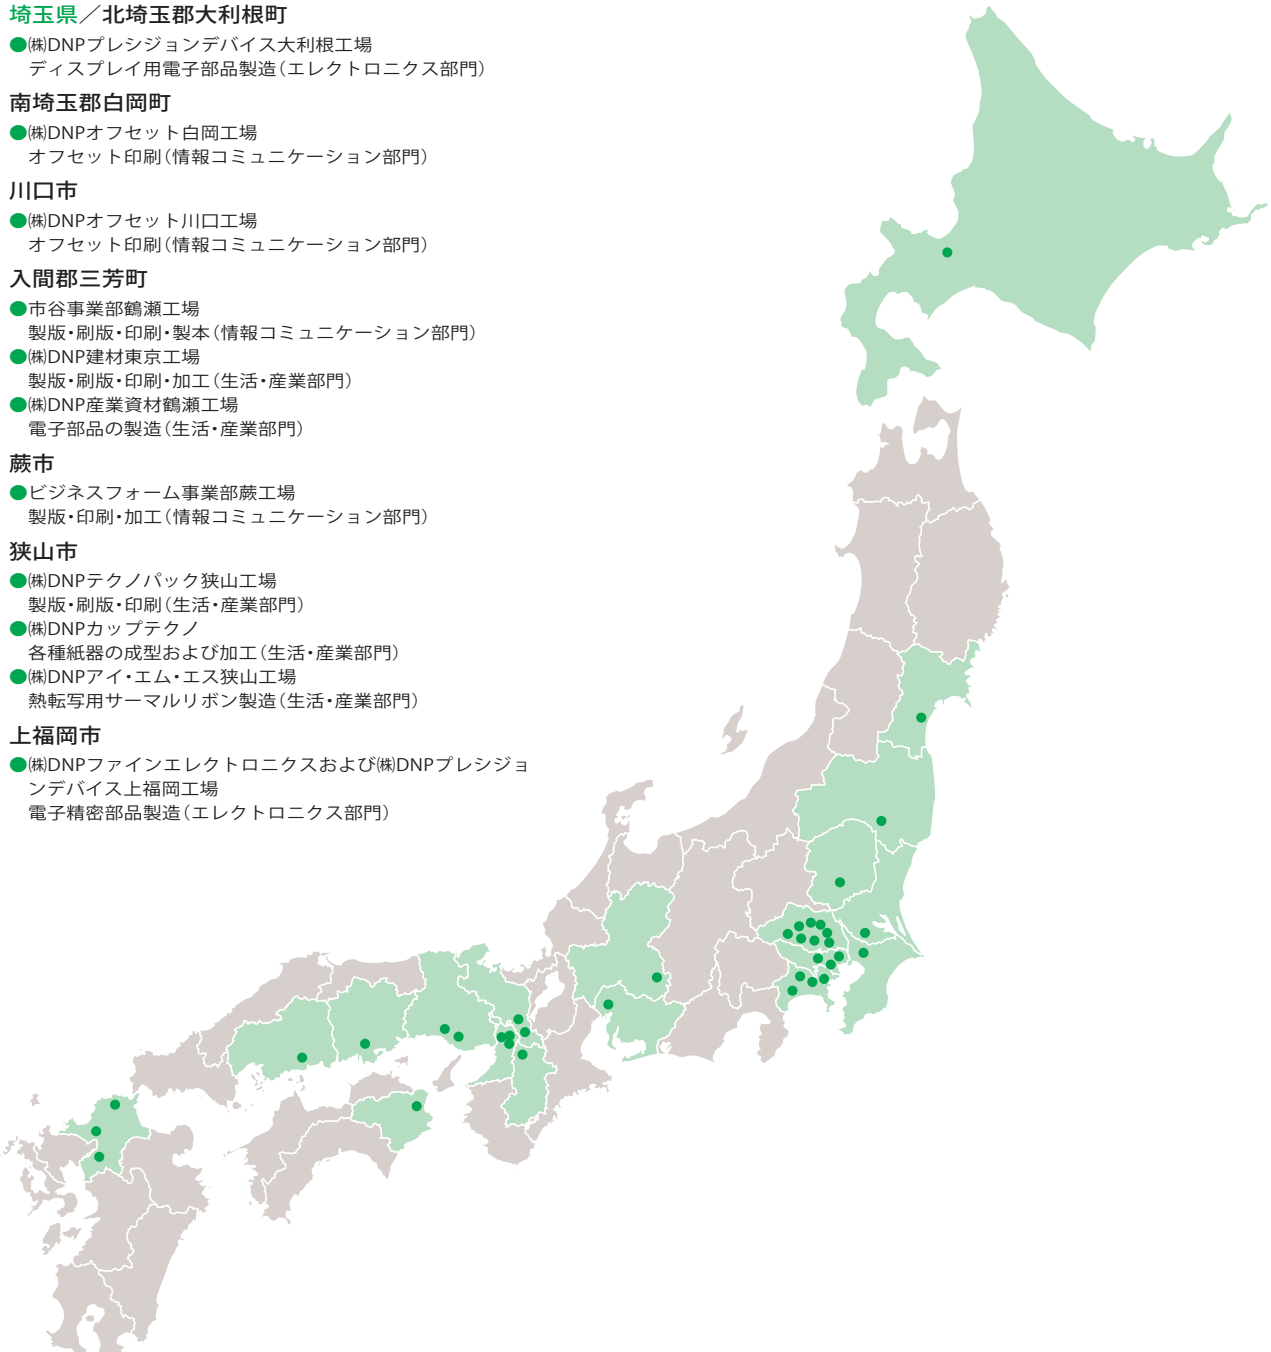 埼玉県／北埼玉郡大利根町
●㈱DNPプレシジョンデバイス大利根工場
ディスプレイ用電子部品製造（エレクトロニクス部門）
南埼玉郡白岡町
●㈱DNPオフセット白岡工場
オフセット印刷（情報コミュニケーション部門）
川口市
●㈱DNPオフセット川口工場
オフセット印刷（情報コミュニケーション部門）
入間郡三芳町
●市谷事業部鶴瀬工場
製版・刷版・印刷・製本（情報コミュニケーション部門）
●㈱DNP建材東京工場
製版・刷版・印刷・加工（生活・産業部門）
●㈱DNP産業資材鶴瀬工場
電子部品の製造（生活・産業部門）
蕨市
●ビジネスフォーム事業部蕨工場
製版・印刷・加工（情報コミュニケーション部門）
狭山市
●㈱DNPテクノパック狭山工場
製版・刷版・印刷（生活・産業部門）
●㈱DNPカップテクノ
各種紙器の成型および加工（生活・産業部門）
●㈱DNPアイ・エム・エス狭山工場
熱転写用サーマルリボン製造（生活・産業部門）
上福岡市
●㈱DNPファインエレクトロニクスおよび㈱DNPプレシジョ
ンデバイス上福岡工場
電子精密部品製造（エレクトロニクス部門）